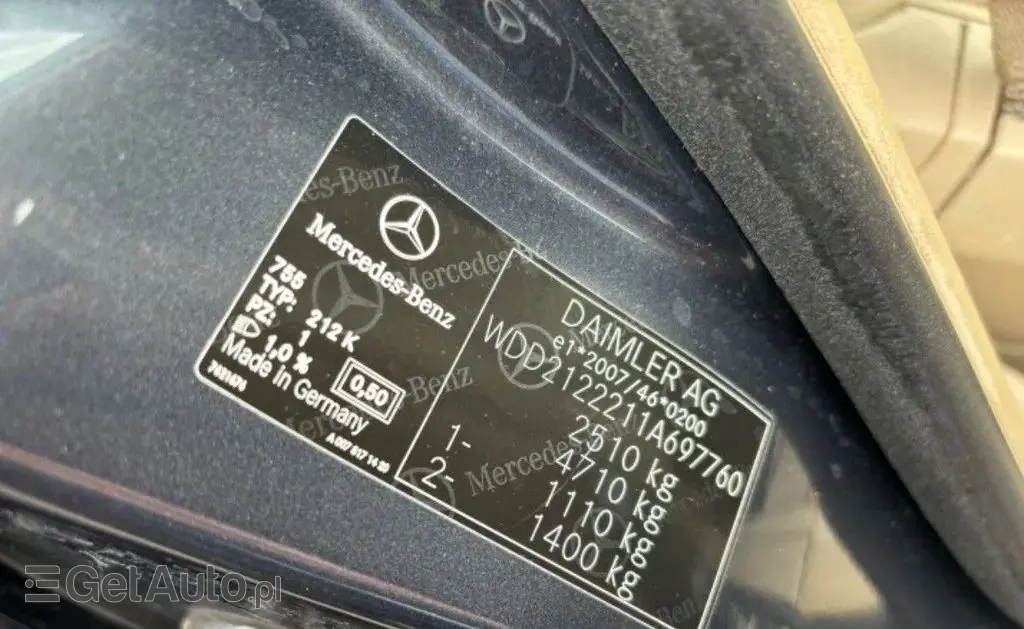 Mercedes-Benz
755
TYP: 212 K
PZ: 1
1,0 %
0,50
Made in Germany
DAIMLER AG
e1*2007/46*0200
WDD2122211A697760
2510 kg
4710 kg
1- 1110 kg
2- 1400 kg
GetAuto.pl